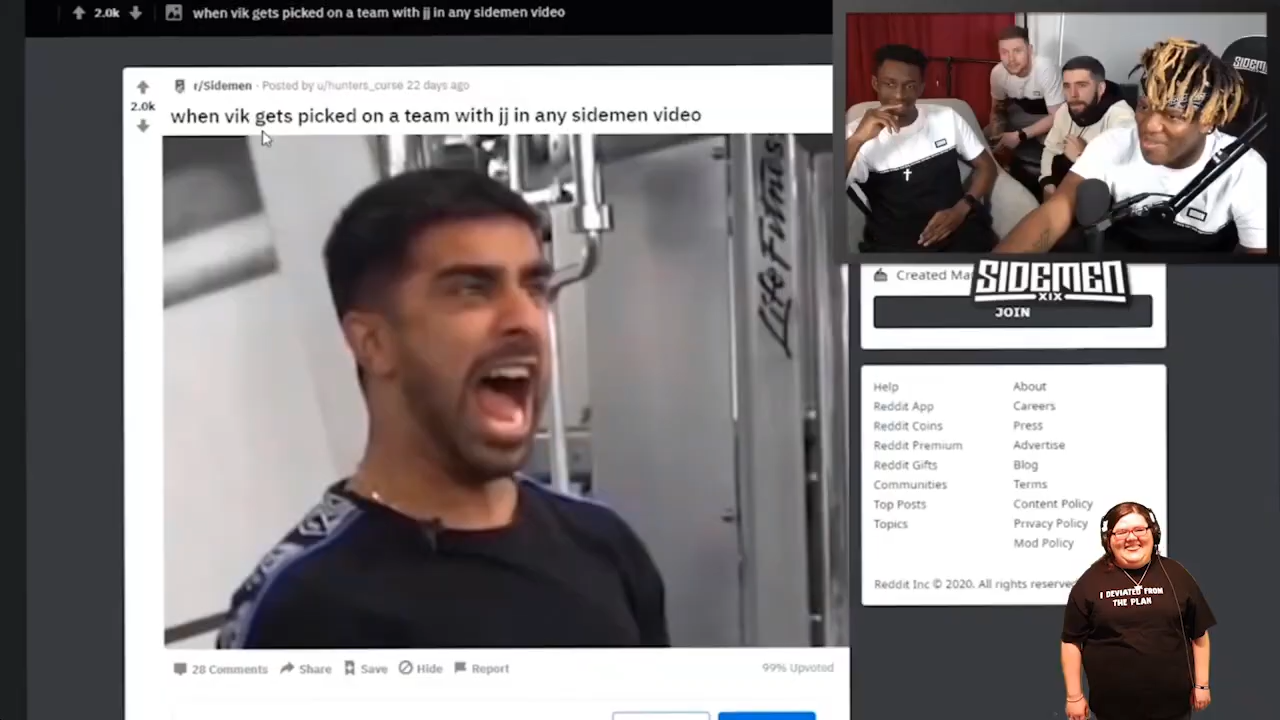 2.0k when vik gets picked on a team with jj in any sidemen video
r/Sidemen · Posted by u/hunters_curse 22 days ago
2.0k
when vik gets picked on a team with jj in any sidemen video
Life Fitness
SIDEMEN
Created
SIDEMEN
XIX
JOIN
Help About
Reddit App Careers
Reddit Coins Press
Reddit Premium Advertise
Reddit Gifts Blog
Communities Terms
Top Posts Content Policy
Topics Privacy Policy
Mod Policy
Reddit Inc © 2020. All rights reserved
I DEVIATED FROM
THE PLAN
28 Comments Share Save Hide Report 99% Upvoted